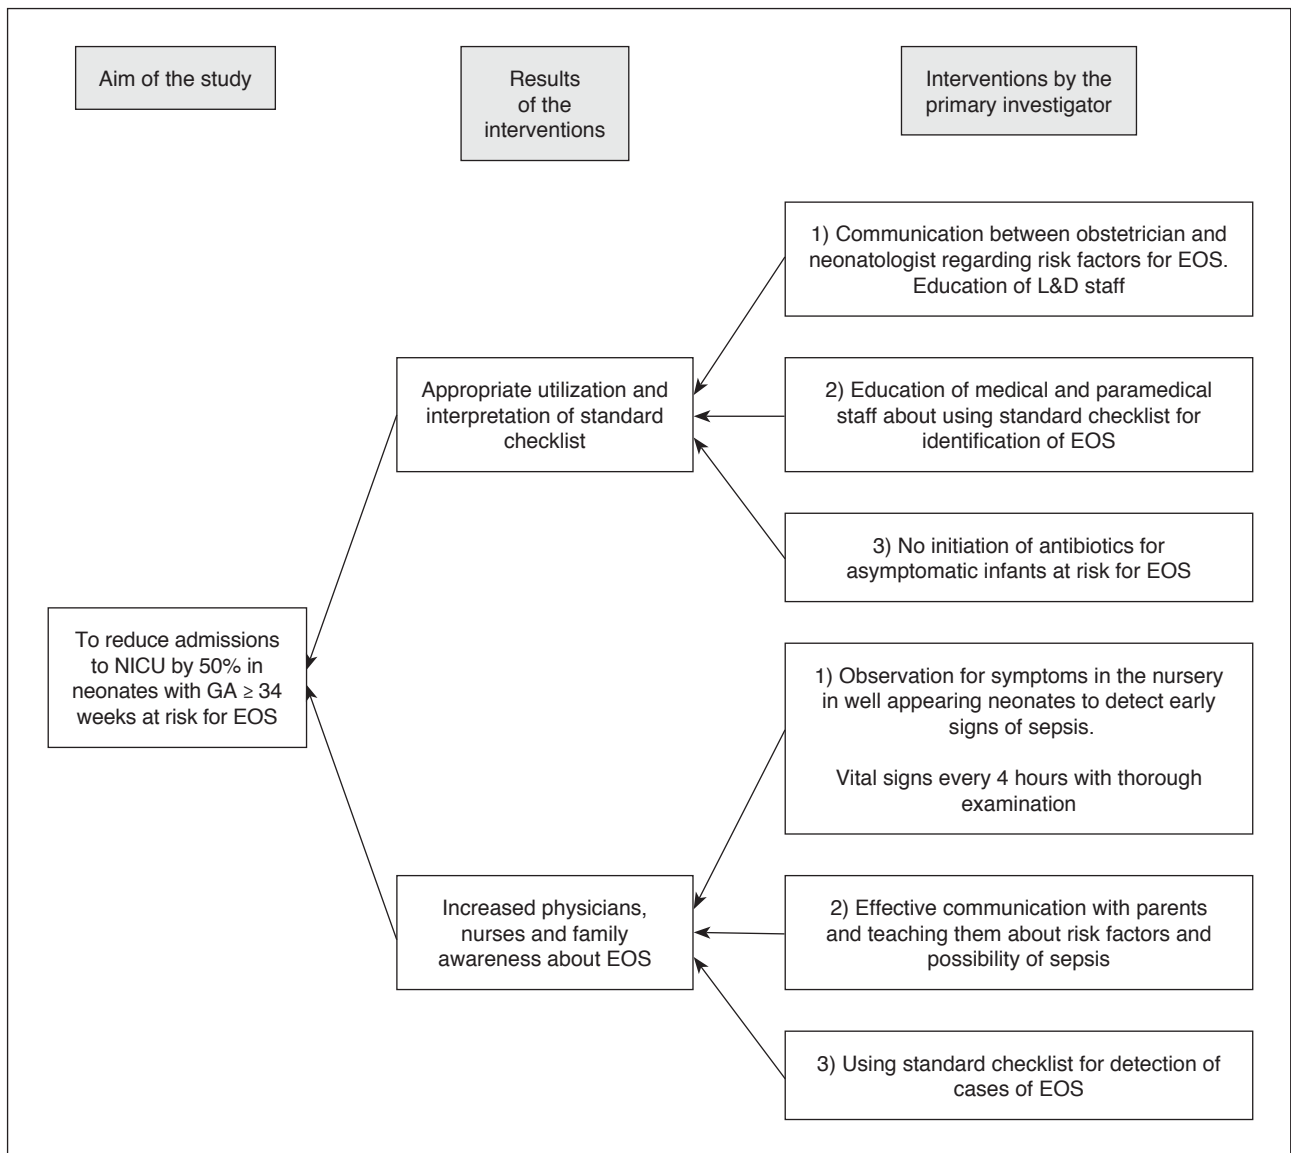 Aim of the study
Results
of the
interventions
Interventions by the
primary investigator
1) Communication between obstetrician and
neonatologist regarding risk factors for EOS.
Education of L&D staff
Appropriate utilization and
interpretation of standard
checklist
2) Education of medical and paramedical
staff about using standard checklist for
identification of EOS
3) No initiation of antibiotics for
asymptomatic infants at risk for EOS
To reduce admissions
to NICU by 50% in
neonates with GA ≥ 34
weeks at risk for EOS
1) Observation for symptoms in the nursery
in well appearing neonates to detect early
signs of sepsis.
Vital signs every 4 hours with thorough
examination
Increased physicians,
nurses and family
awareness about EOS
2) Effective communication with parents
and teaching them about risk factors and
possibility of sepsis
3) Using standard checklist for detection of
cases of EOS